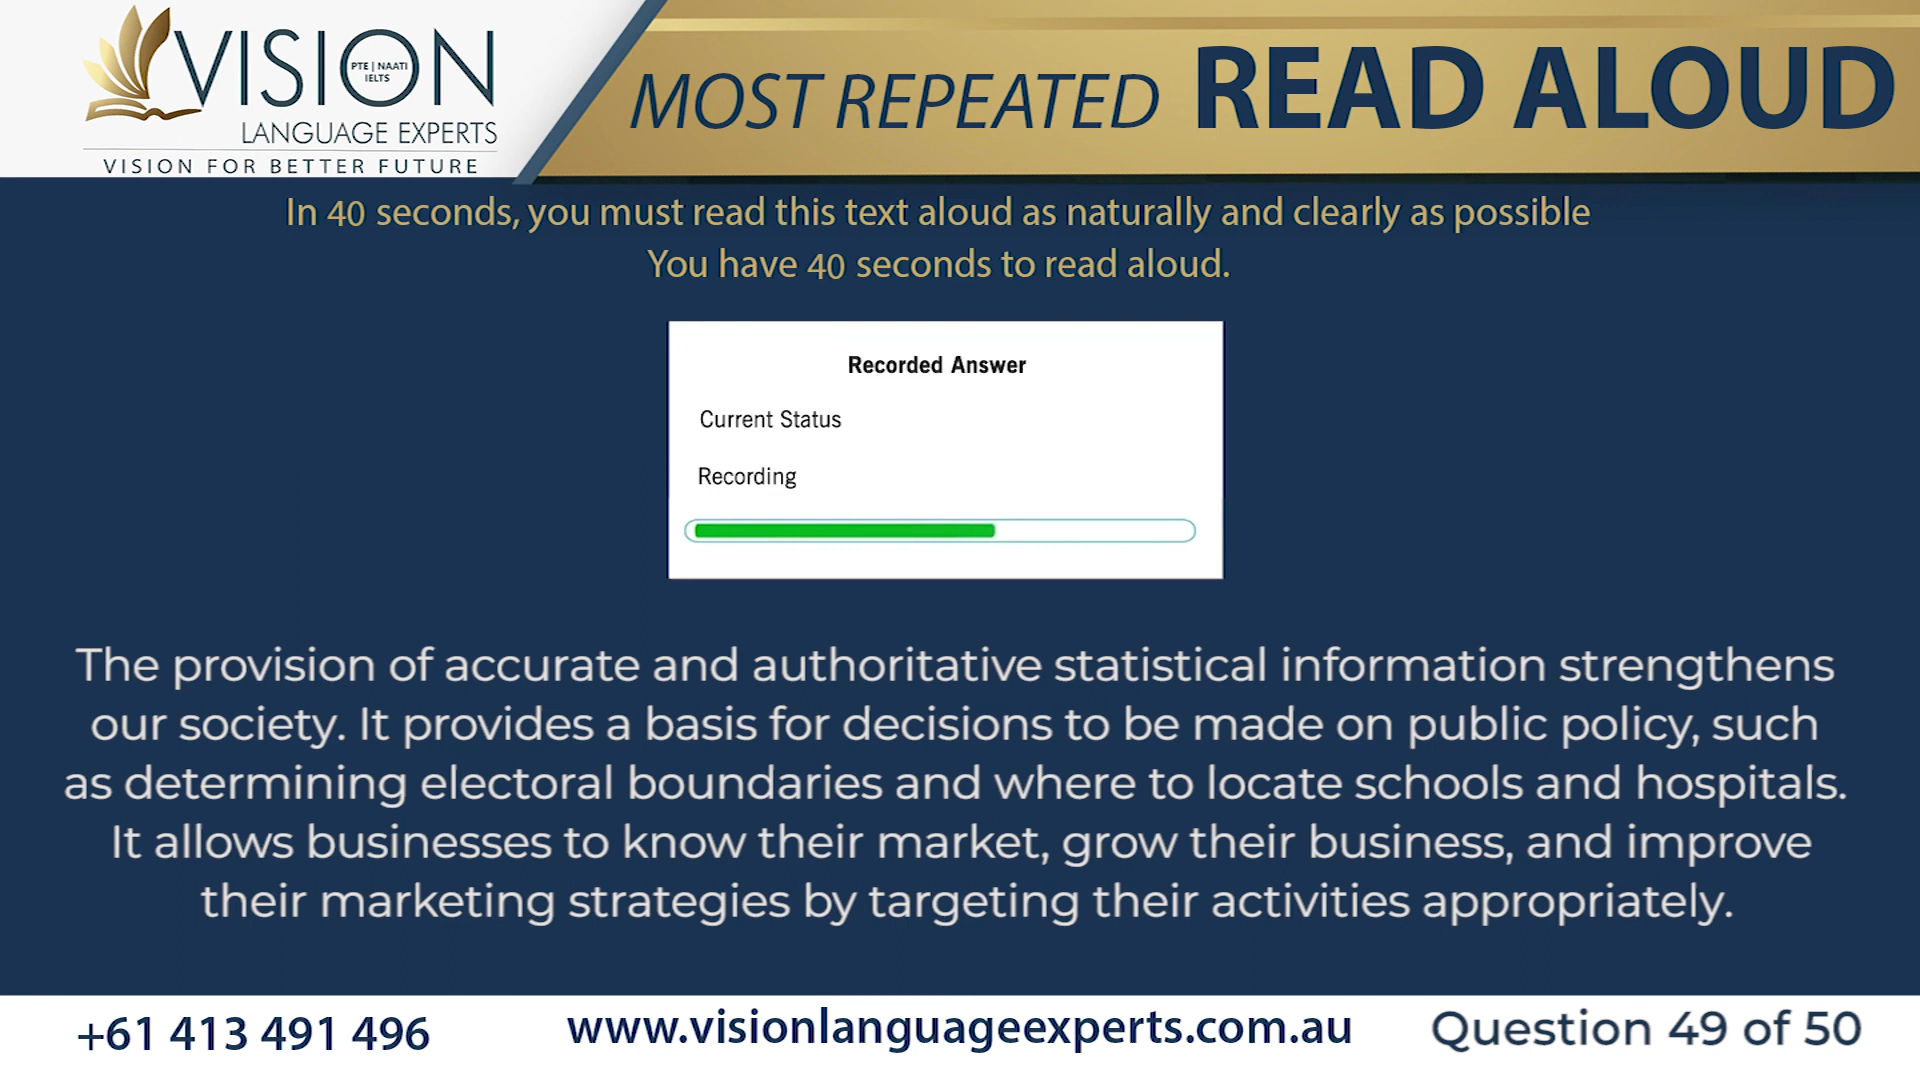 VISION
PTE | NAATI
IELTS
LANGUAGE EXPERTS
VISION FOR BETTER FUTURE
MOST REPEATED READ ALOUD
In 40 seconds, you must read this text aloud as naturally and clearly as possible
You have 40 seconds to read aloud.
Recorded Answer
Current Status
Recording
The provision of accurate and authoritative statistical information strengthens
our society. It provides a basis for decisions to be made on public policy, such
as determining electoral boundaries and where to locate schools and hospitals.
It allows businesses to know their market, grow their business, and improve
their marketing strategies by targeting their activities appropriately.
+61 413 491 496
www.visionlanguageexperts.com.au
Question 49 of 50